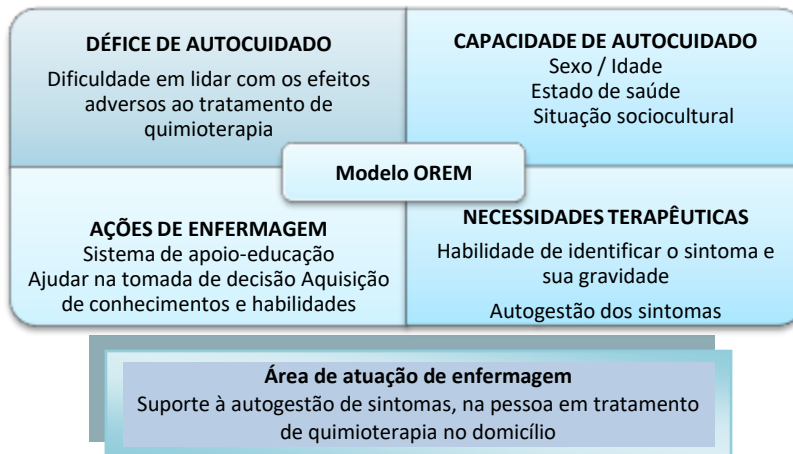 DÉFICE DE AUTOCUIDADO
Dificuldade em lidar com os efeitos
adversos ao tratamento de
quimioterapia
CAPACIDADE DE AUTOCUIDADO
Sexo / Idade
Estado de saúde
Situação sociocultural
Modelo OREM
AÇÕES DE ENFERMAGEM
Sistema de apoio-educação
Ajudar na tomada de decisão Aquisição
de conhecimentos e habilidades
NECESSIDADES TERAPÊUTICAS
Habilidade de identificar o sintoma e
sua gravidade
Autogestão dos sintomas
Área de atuação de enfermagem
Suporte à autogestão de sintomas, na pessoa em tratamento
de quimioterapia no domicílio